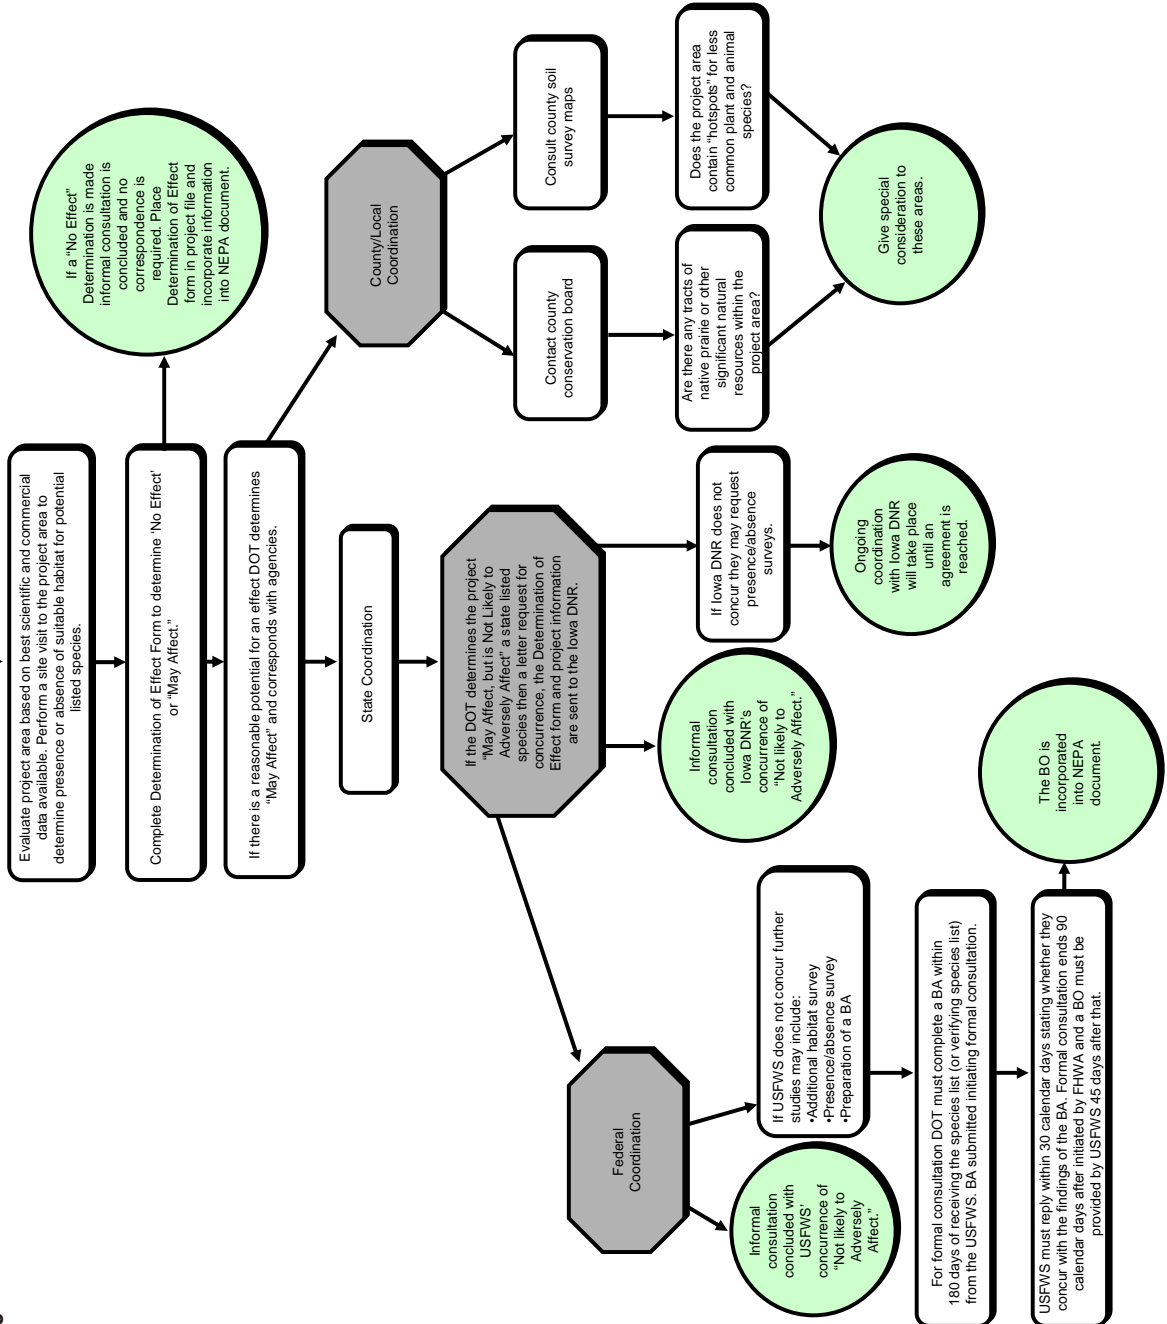 Evaluate project area based on best scientific and commercial
data available. Perform a site visit to the project area to
determine presence or absence of suitable habitat for potential
listed species.
Complete Determination of Effect Form to determine ‘No Effect’
or “May Affect.”
If a “No Effect”
Determination is made
informal consultation is
concluded and no
correspondence is
required. Place
Determination of Effect
form in project file and
incorporate information
into NEPA document.
If there is a reasonable potential for an effect DOT determines
“May Affect” and corresponds with agencies.
State Coordination
County/Local
Coordination
Contact county
conservation board
Consult county soil
survey maps
Are there any tracts of
native prairie or other
significant natural
resources within the
project area?
Does the project area
contain “hotspots” for less
common plant and animal
species?
Give special
consideration to
these areas.
If the DOT determines the project
“May Affect, but is Not Likely to
Adversely Affect” a state listed
species then a letter request for
concurrence, the Determination of
Effect form and project information
are sent to the Iowa DNR.
Informal
consultation
concluded with
Iowa DNR’s
concurrence of
“Not likely to
Adversely Affect.”
If Iowa DNR does not
concur they may request
presence/absence
surveys.
Ongoing
coordination
with Iowa DNR
will take place
until an
agreement is
reached.
Federal
Coordination
Informal
consultation
concluded with
USFWS’
concurrence of
“Not likely to
Adversely
Affect.”
If USFWS does not concur further
studies may include:
•Additional habitat survey
•Presence/absence survey
•Preparation of a BA
For formal consultation DOT must complete a BA within
180 days of receiving the species list (or verifying species list)
from the USFWS. BA submitted initiating formal consultation.
USFWS must reply within 30 calendar days stating whether they
concur with the findings of the BA. Formal consultation ends 90
calendar days after initiated by FHWA and a BO must be
provided by USFWS 45 days after that.
The BO is
incorporated
into NEPA
document.